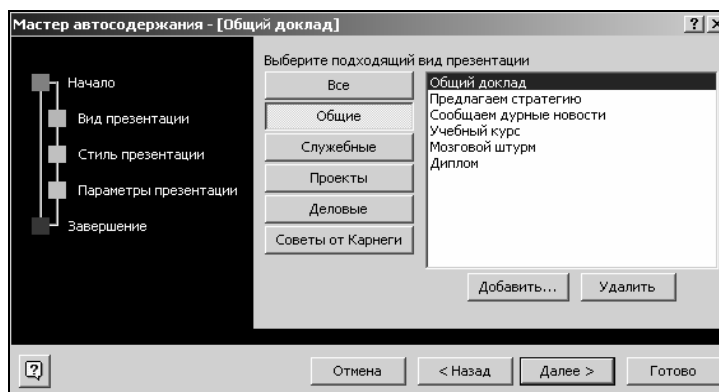 Мастер автосодержания - [Общий доклад]
Начало
Вид презентации
Стиль презентации
Параметры презентации
Завершение
Выберите подходящий вид презентации
Все
Общие
Служебные
Проекты
Деловые
Советы от Карнеги
Общий доклад
Предлагаем стратегию
Сообщаем дурные новости
Учебный курс
Мозговой штурм
Диплом
Добавить...
Удалить
Отмена
< Назад
Далее >
Готово